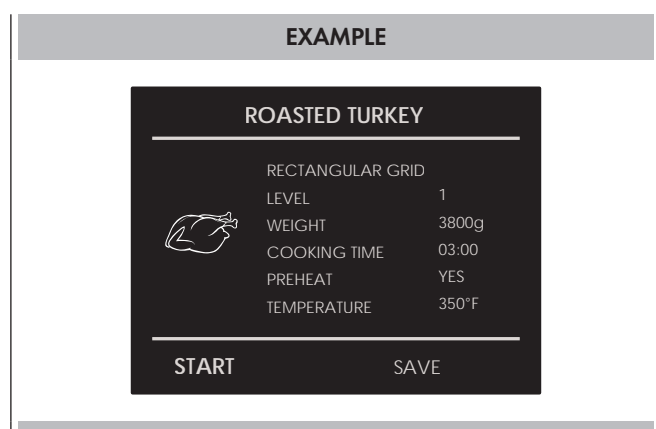 EXAMPLE
ROASTED TURKEY
RECTANGULAR GRID
LEVEL 1
WEIGHT 3800g
COOKING TIME 03:00
PREHEAT YES
TEMPERATURE 350°F
START SAVE